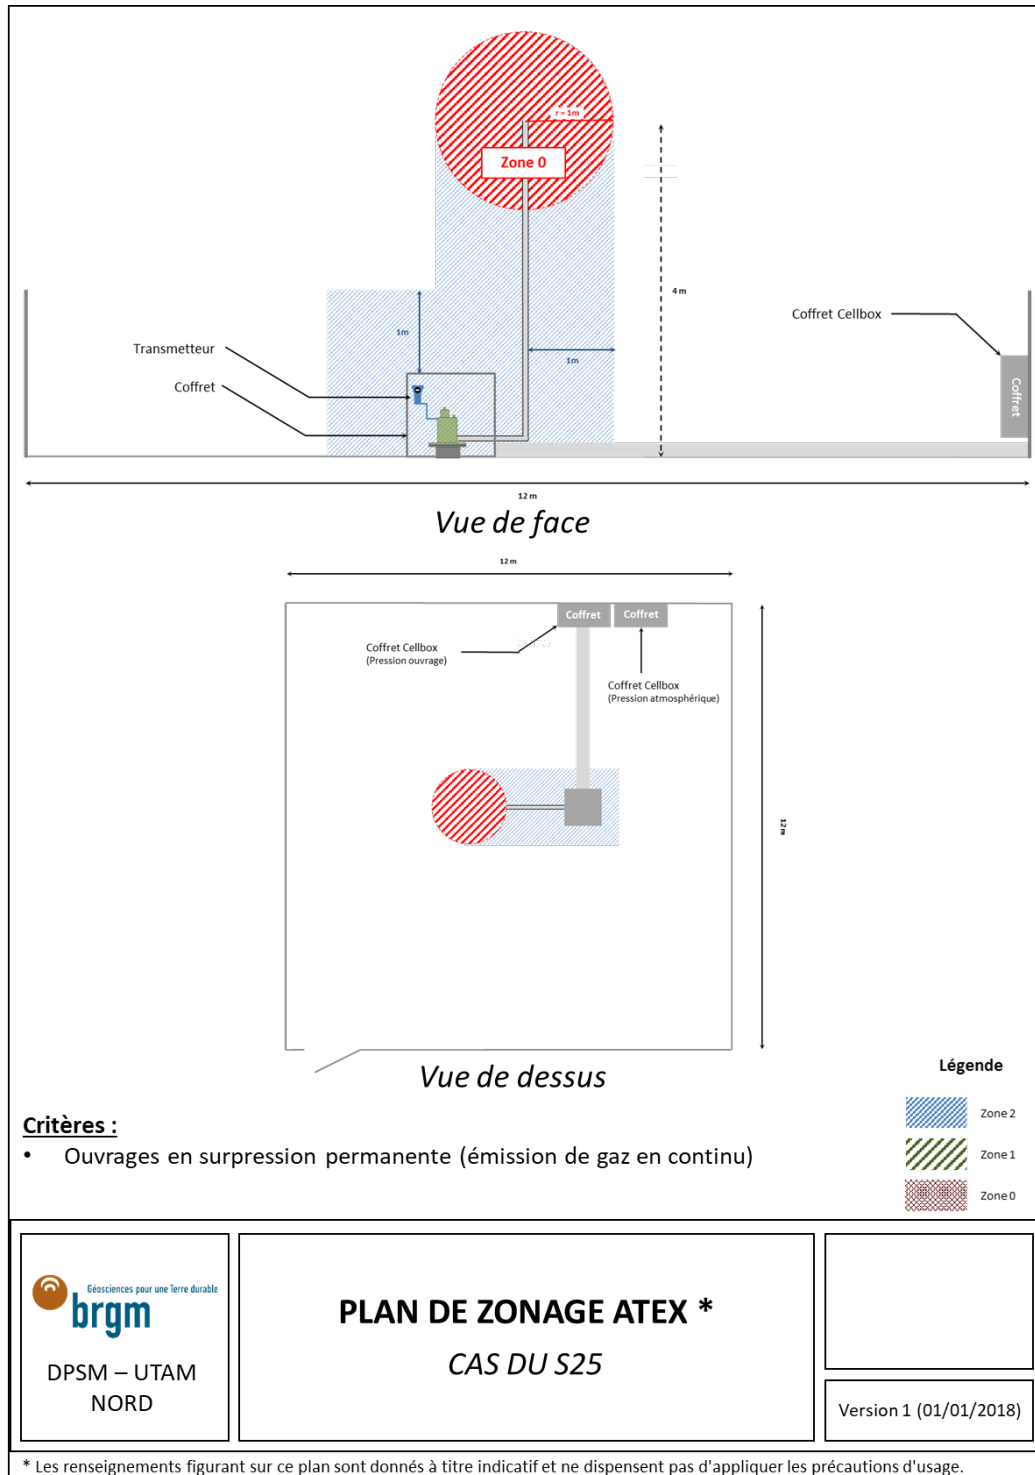 r = 1m
Zone 0
4 m
Coffret Cellbox
1m
Transmetteur
1m
Coffret
Coffret
12 m
Vue de face
12 m
Coffret
Coffret
Coffret Cellbox
(Pression ouvrage)
Coffret Cellbox
(Pression atmosphérique)
12 m
Vue de dessus
Légende
Zone 2
Zone 1
Zone 0
Critères :
• Ouvrages en surpression permanente (émission de gaz en continu)
Géosciences pour une Terre durable
brgm
DPSM – UTAM
NORD
PLAN DE ZONAGE ATEX *
CAS DU S25
Version 1 (01/01/2018)
* Les renseignements figurant sur ce plan sont donnés à titre indicatif et ne dispensent pas d'appliquer les précautions d'usage.